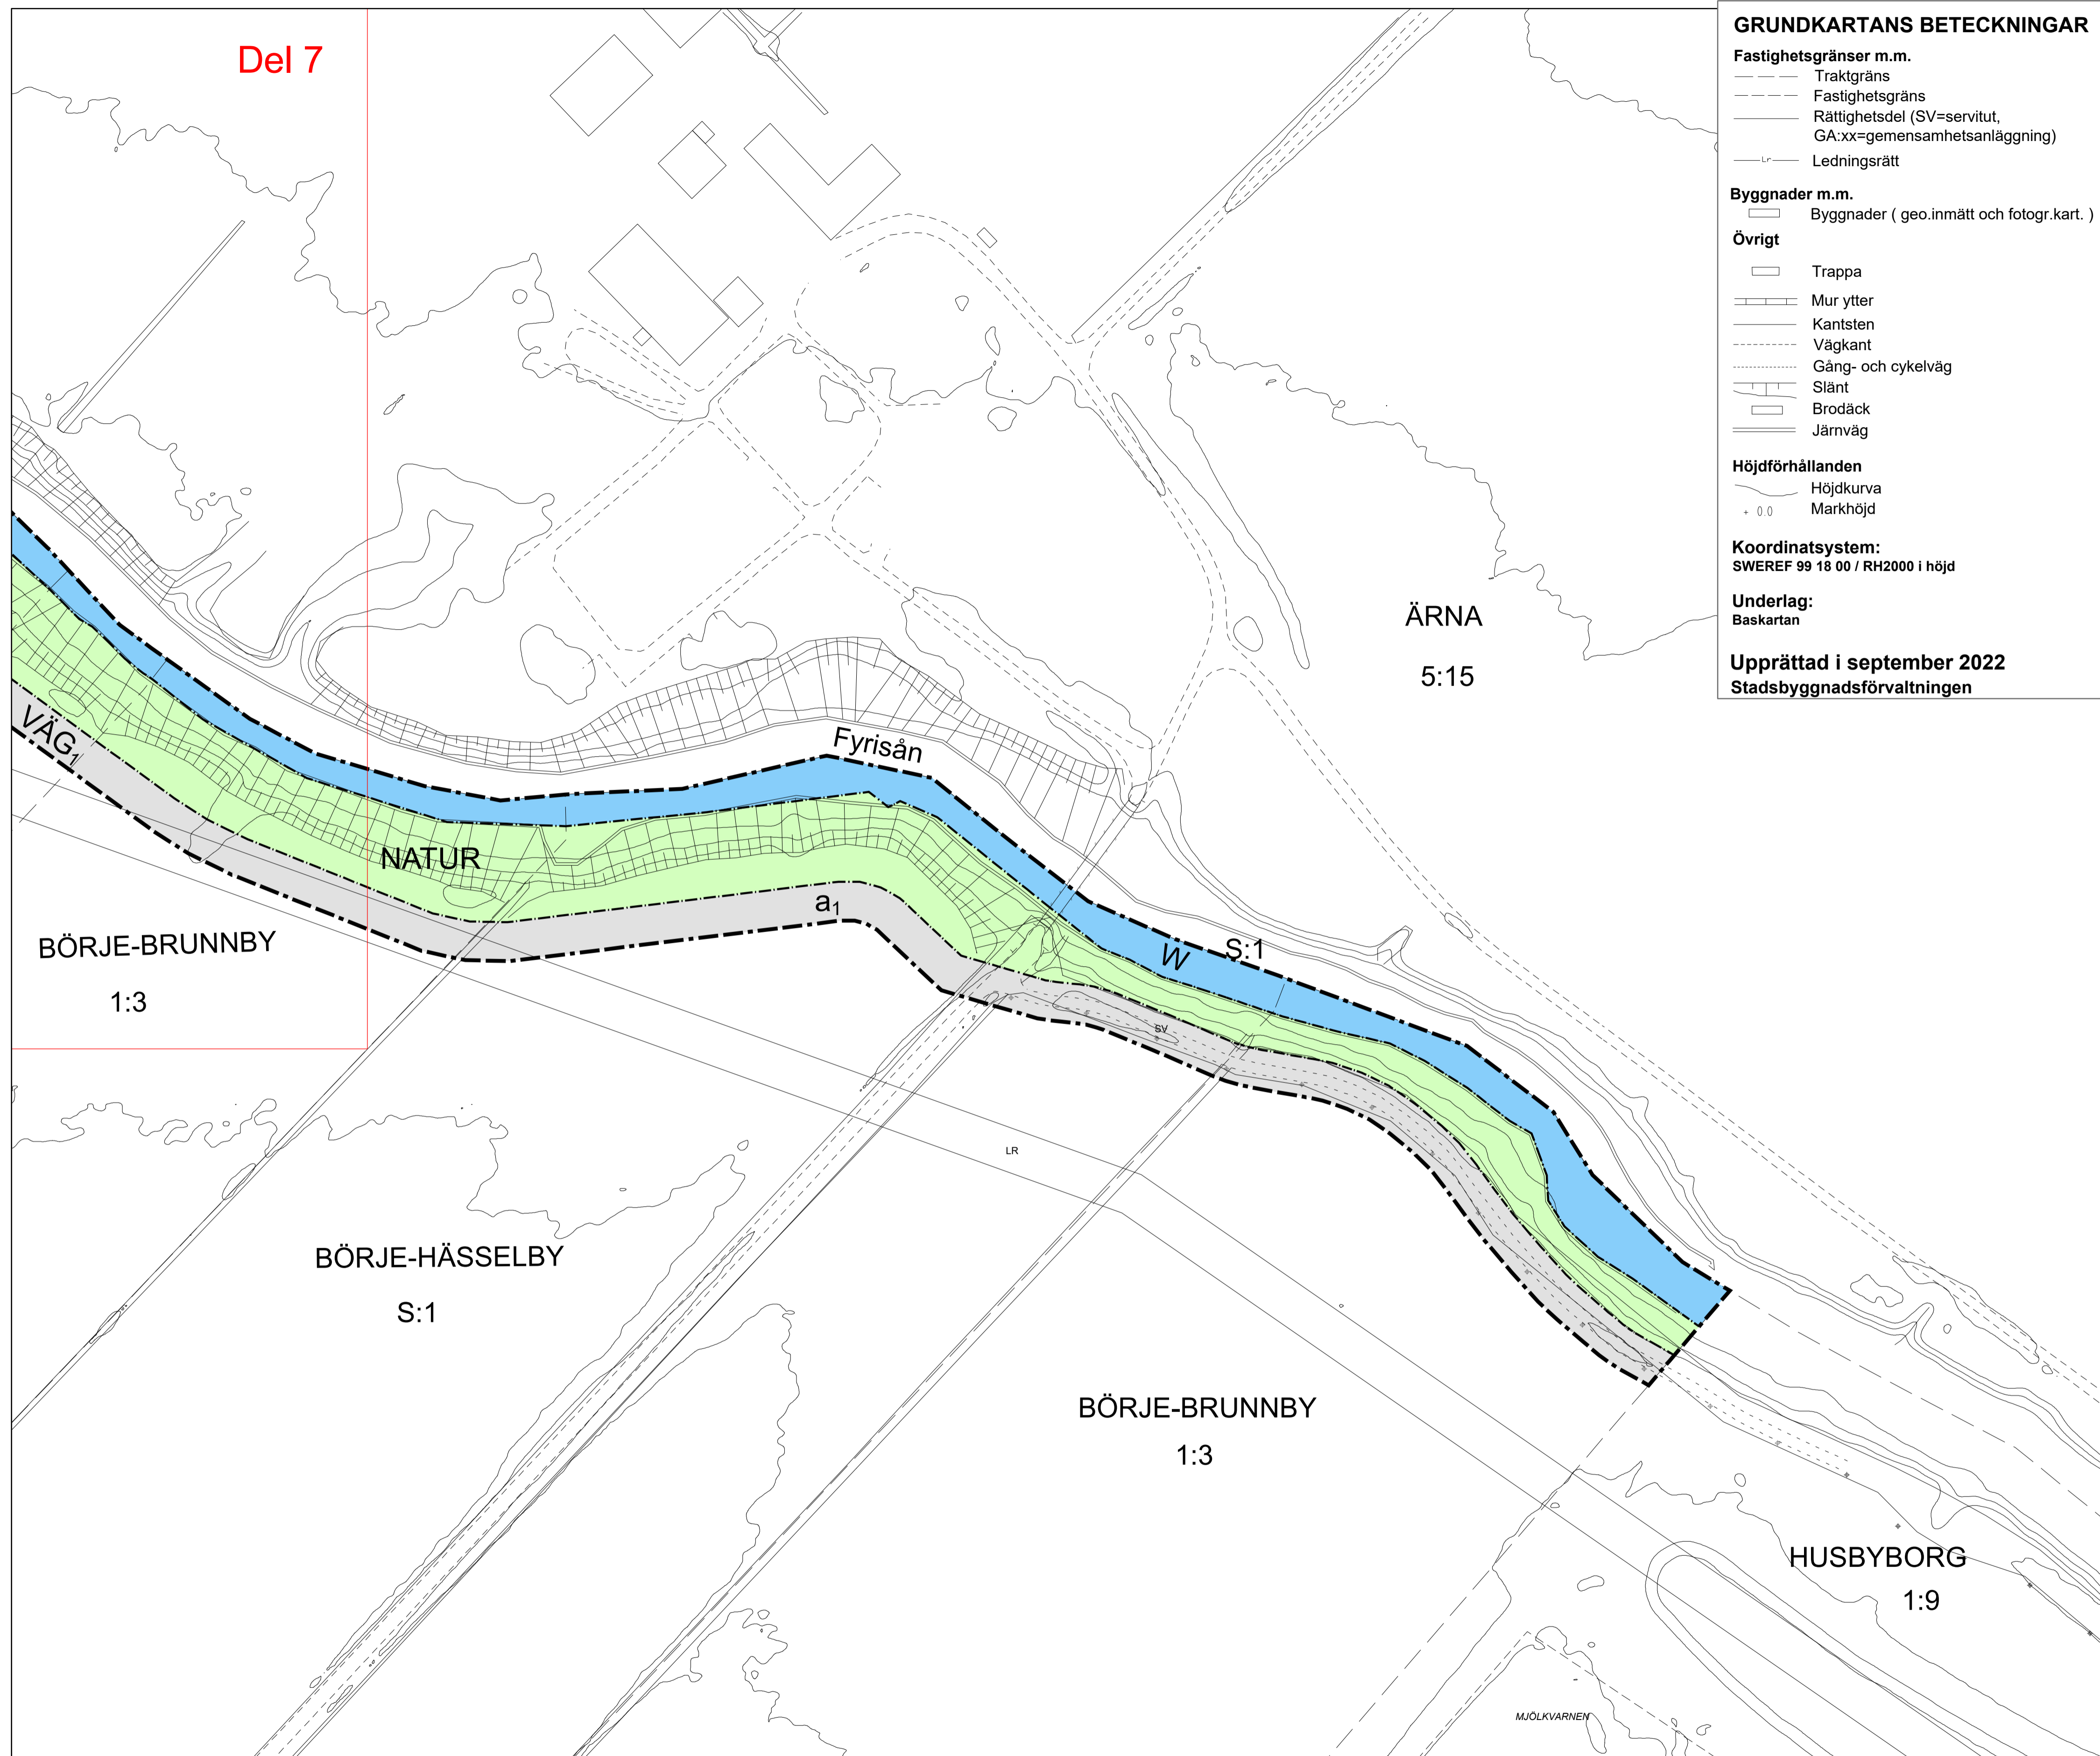 Del 7
GRUNDKARTANS BETECKNINGAR
Fastighetsgränser m.m.
Traktgräns
Fastighetsgräns
Rättighetsdel (SV=servitut,
GA:xx=gemensamhetsanläggning)
Lr
Ledningsrätt
Byggnader m.m.
Byggnader ( geo.inmätt och fotogr.kart. )
Övrigt
Trappa
Mur ytter
Kantsten
Vägkant
Gång- och cykelväg
Slänt
Brodäck
Järnväg
Höjdförhållanden
Höjdkurva
+ 0.0 Markhöjd
Koordinatsystem:
SWEREF 99 18 00 / RH2000 i höjd
Underlag:
Baskartan
Upprättad i september 2022
Stadsbyggnadsförvaltningen
ÄRNA
5:15
VÄG1
Fyrisån
NATUR
a1
W
S:1
BÖRJE-BRUNNBY
1:3
SV
LR
BÖRJE-HÄSSELBY
S:1
BÖRJE-BRUNNBY
1:3
HUSBYBORG
1:9
MJÖLKVARNEN